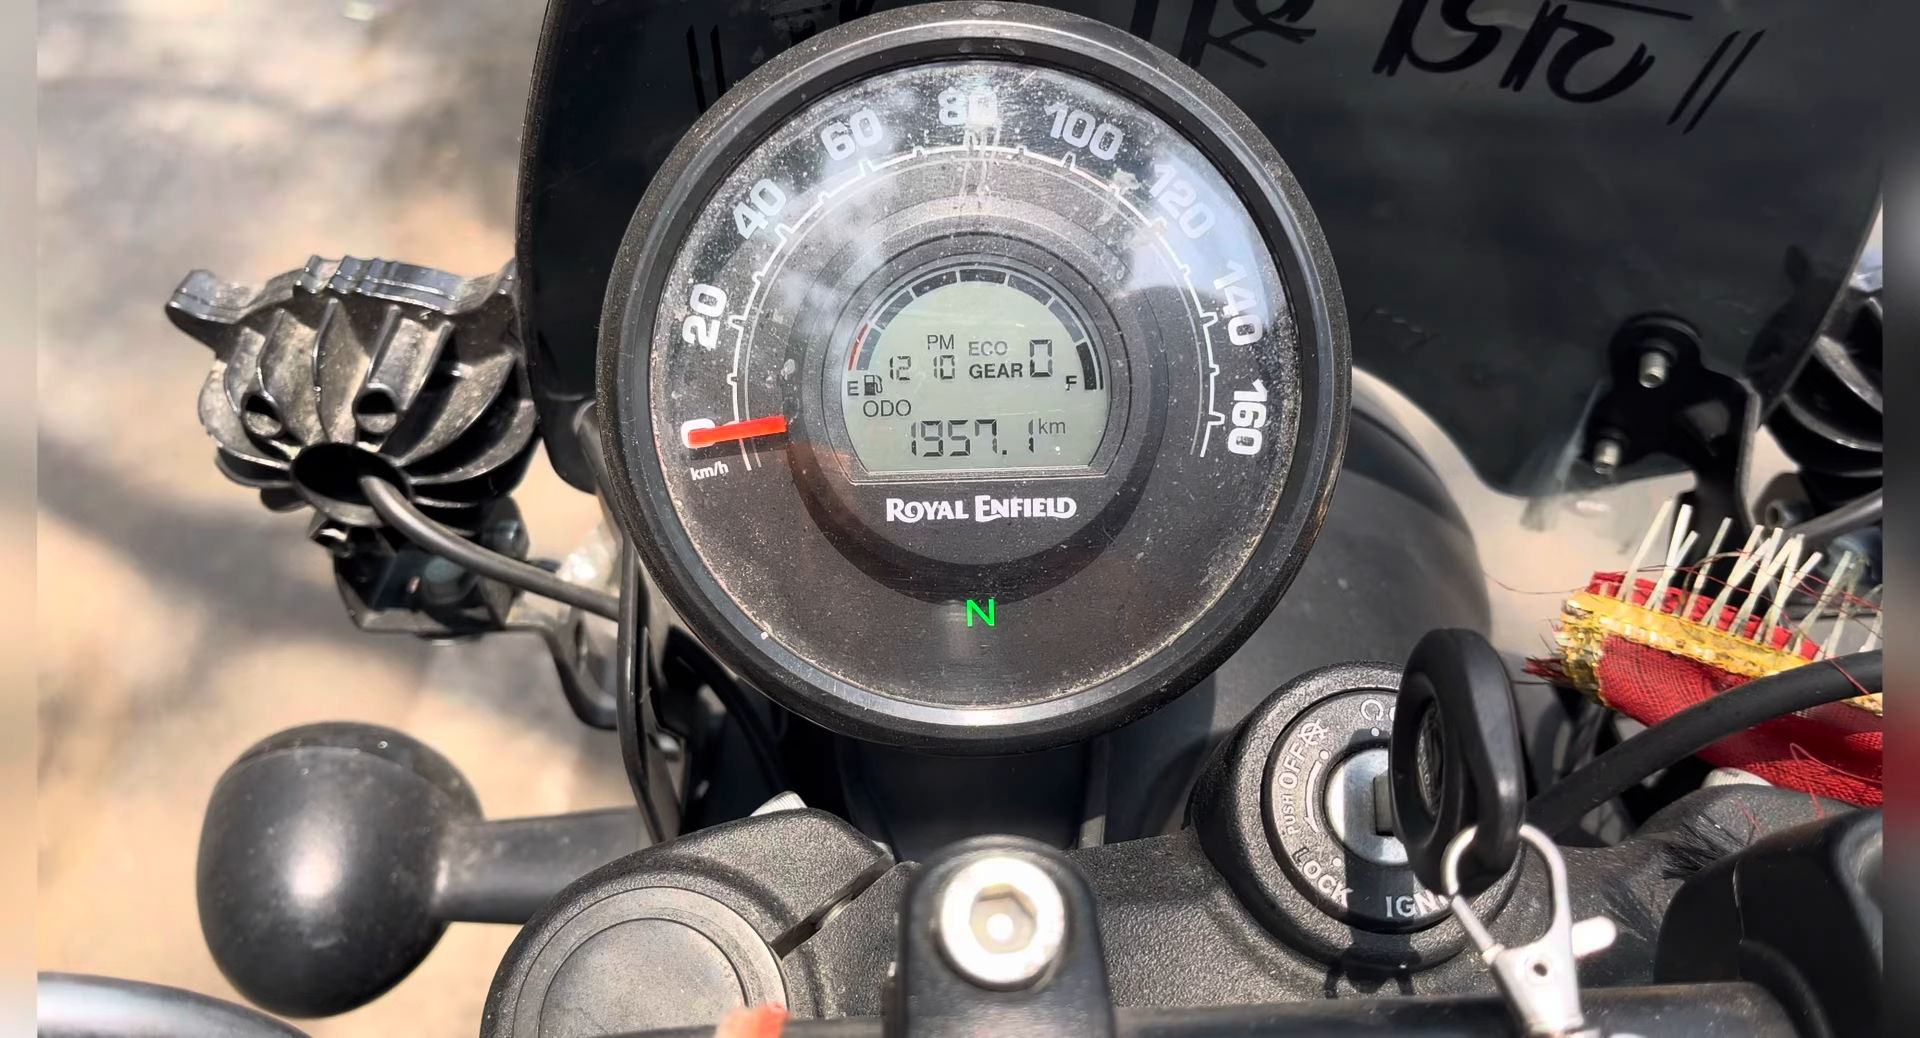 0
20
40
60
80
100
120
140
160
km/h
PM
12 10
ECO
GEAR 0
E
F
ODO
1957.1 km
ROYAL ENFIELD
N
OFF
PUSH
LOCK
IGN